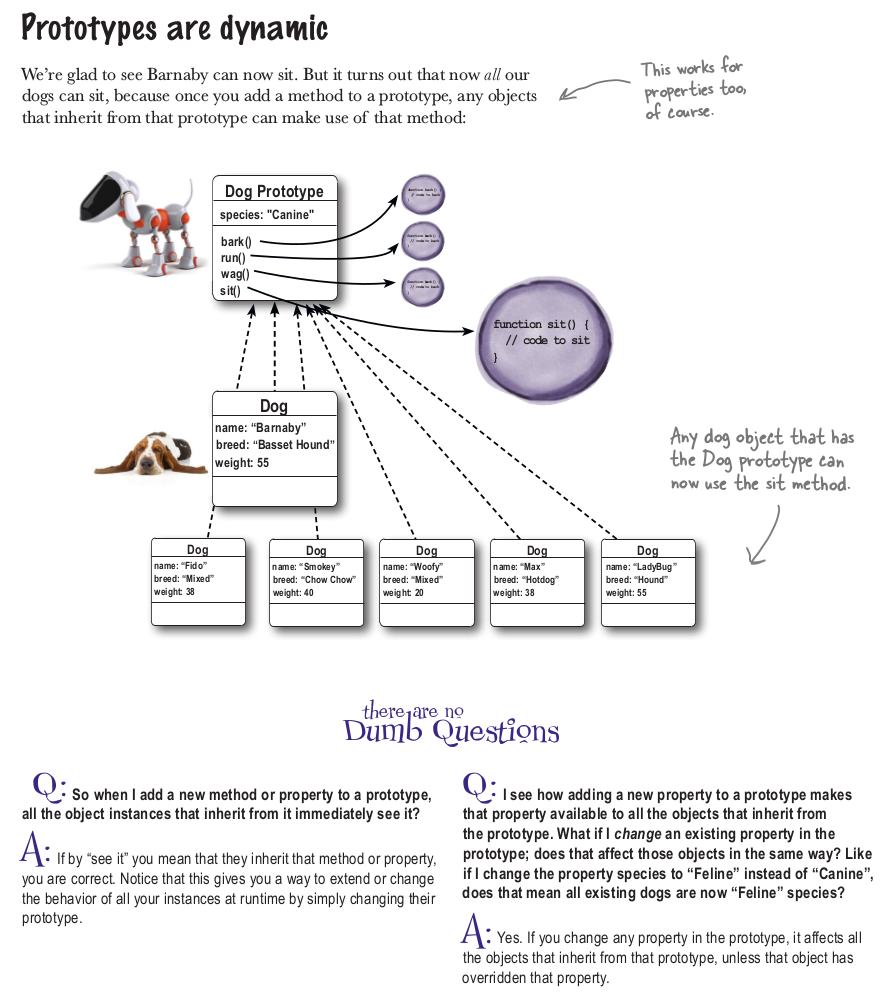 Prototypes are dynamic
We're glad to see Barnaby can now sit. But it turns out that now all our
dogs can sit, because once you add a method to a prototype, any objects
that inherit from that prototype can make use of that method:
This works for
properties too,
of course.
Dog Prototype
species: "Canine"
bark()
run()
wag()
sit()
function sit() {
// code to sit
}
Dog
name: “Barnaby”
breed: “Basset Hound”
weight: 55
Any dog object that has
the Dog prototype can
now use the sit method.
Dog
name: “Fido”
breed: “Mixed”
weight: 38
Dog
name: “Smokey”
breed: “Chow Chow”
weight: 40
Dog
name: “Woofy”
breed: “Mixed”
weight: 20
Dog
name: “Max”
breed: “Hotdog”
weight: 38
Dog
name: “LadyBug”
breed: “Hound”
weight: 55
there are no
Dumb Questions
Q: So when I add a new method or property to a prototype,
all the object instances that inherit from it immediately see it?
A: If by “see it” you mean that they inherit that method or property,
you are correct. Notice that this gives you a way to extend or change
the behavior of all your instances at runtime by simply changing their
prototype.
Q: I see how adding a new property to a prototype makes
that property available to all the objects that inherit from
the prototype. What if I change an existing property in the
prototype; does that affect those objects in the same way? Like
if I change the property species to “Feline” instead of “Canine”,
does that mean all existing dogs are now “Feline” species?
A: Yes. If you change any property in the prototype, it affects all
the objects that inherit from that prototype, unless that object has
overridden that property.